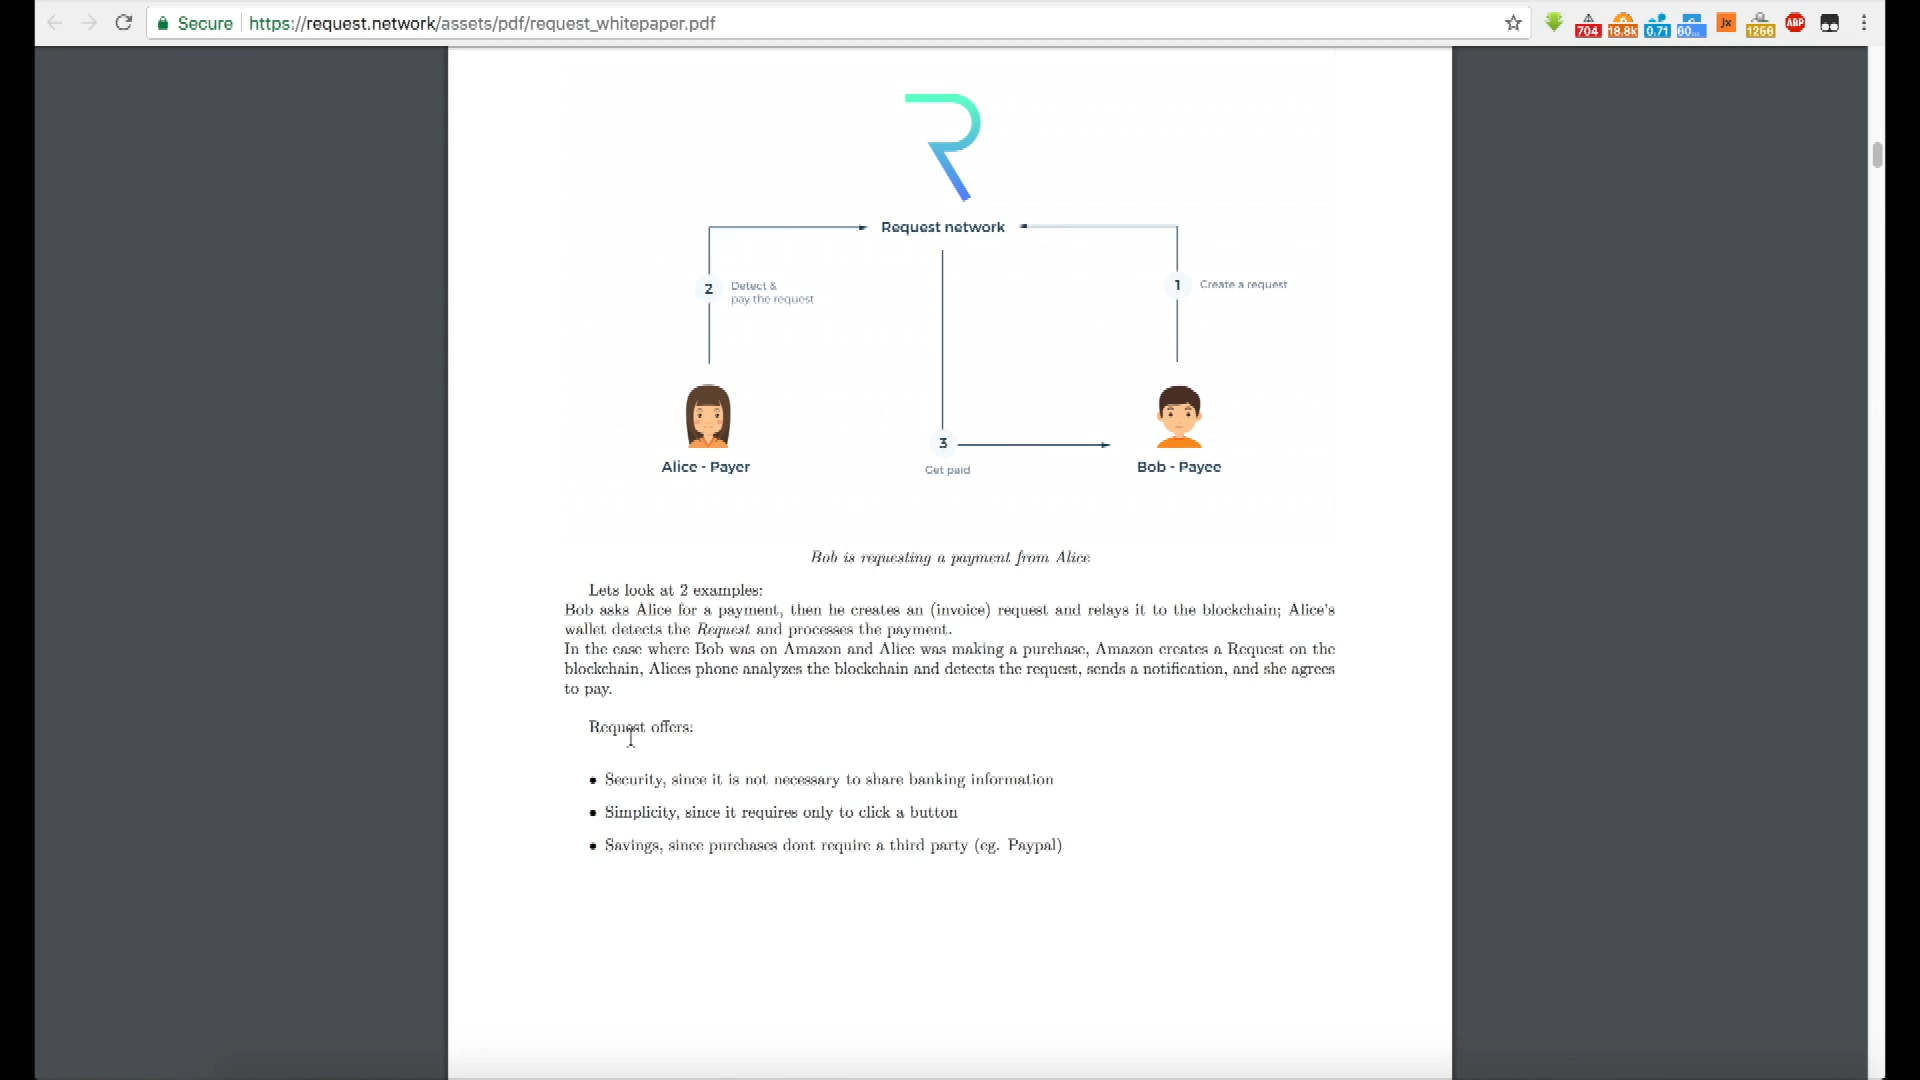 Secure
https://request.network/assets/pdf/request_whitepaper.pdf
704
18.8k
0.71
60...
Jx
1266
ABP
Request network
2
Detect &
pay the request
1
Create a request
3
Get paid
Alice - Payer
Bob - Payee
Bob is requesting a payment from Alice
Lets look at 2 examples:
Bob asks Alice for a payment, then he creates an (invoice) request and relays it to the blockchain; Alice's
wallet detects the Request and processes the payment.
In the case where Bob was on Amazon and Alice was making a purchase, Amazon creates a Request on the
blockchain, Alices phone analyzes the blockchain and detects the request, sends a notification, and she agrees
to pay.
Request offers:
• Security, since it is not necessary to share banking information
• Simplicity, since it requires only to click a button
• Savings, since purchases dont require a third party (eg. Paypal)